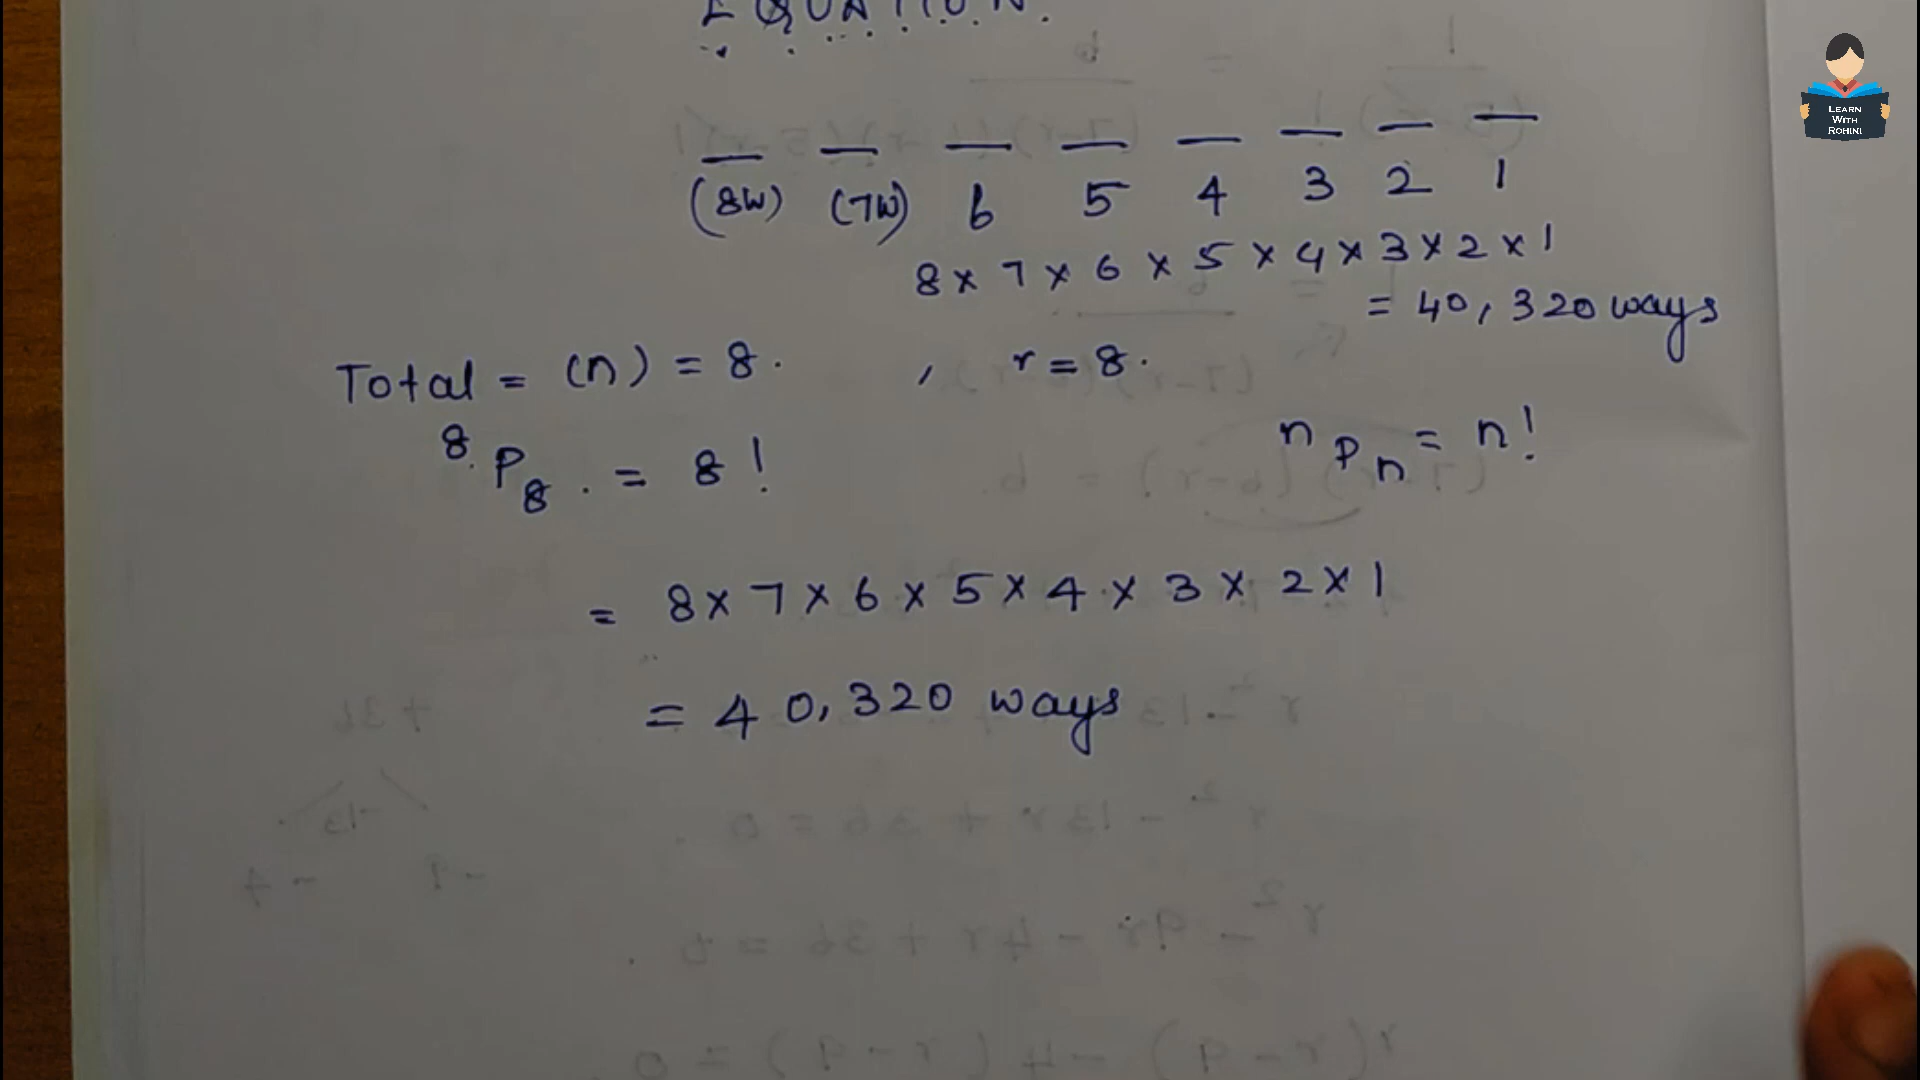 EQUATION.
LEARN
WITH
ROHINI
(8W) (7W) 6 5 4 3 2 1
8 × 7 × 6 × 5 × 4 × 3 × 2 × 1
= 40,320 ways
Total = (n) = 8. , r = 8.
⁸P₈. = 8! ⁿPₙ = n!
= 8 × 7 × 6 × 5 × 4 × 3 × 2 × 1
= 40,320 ways